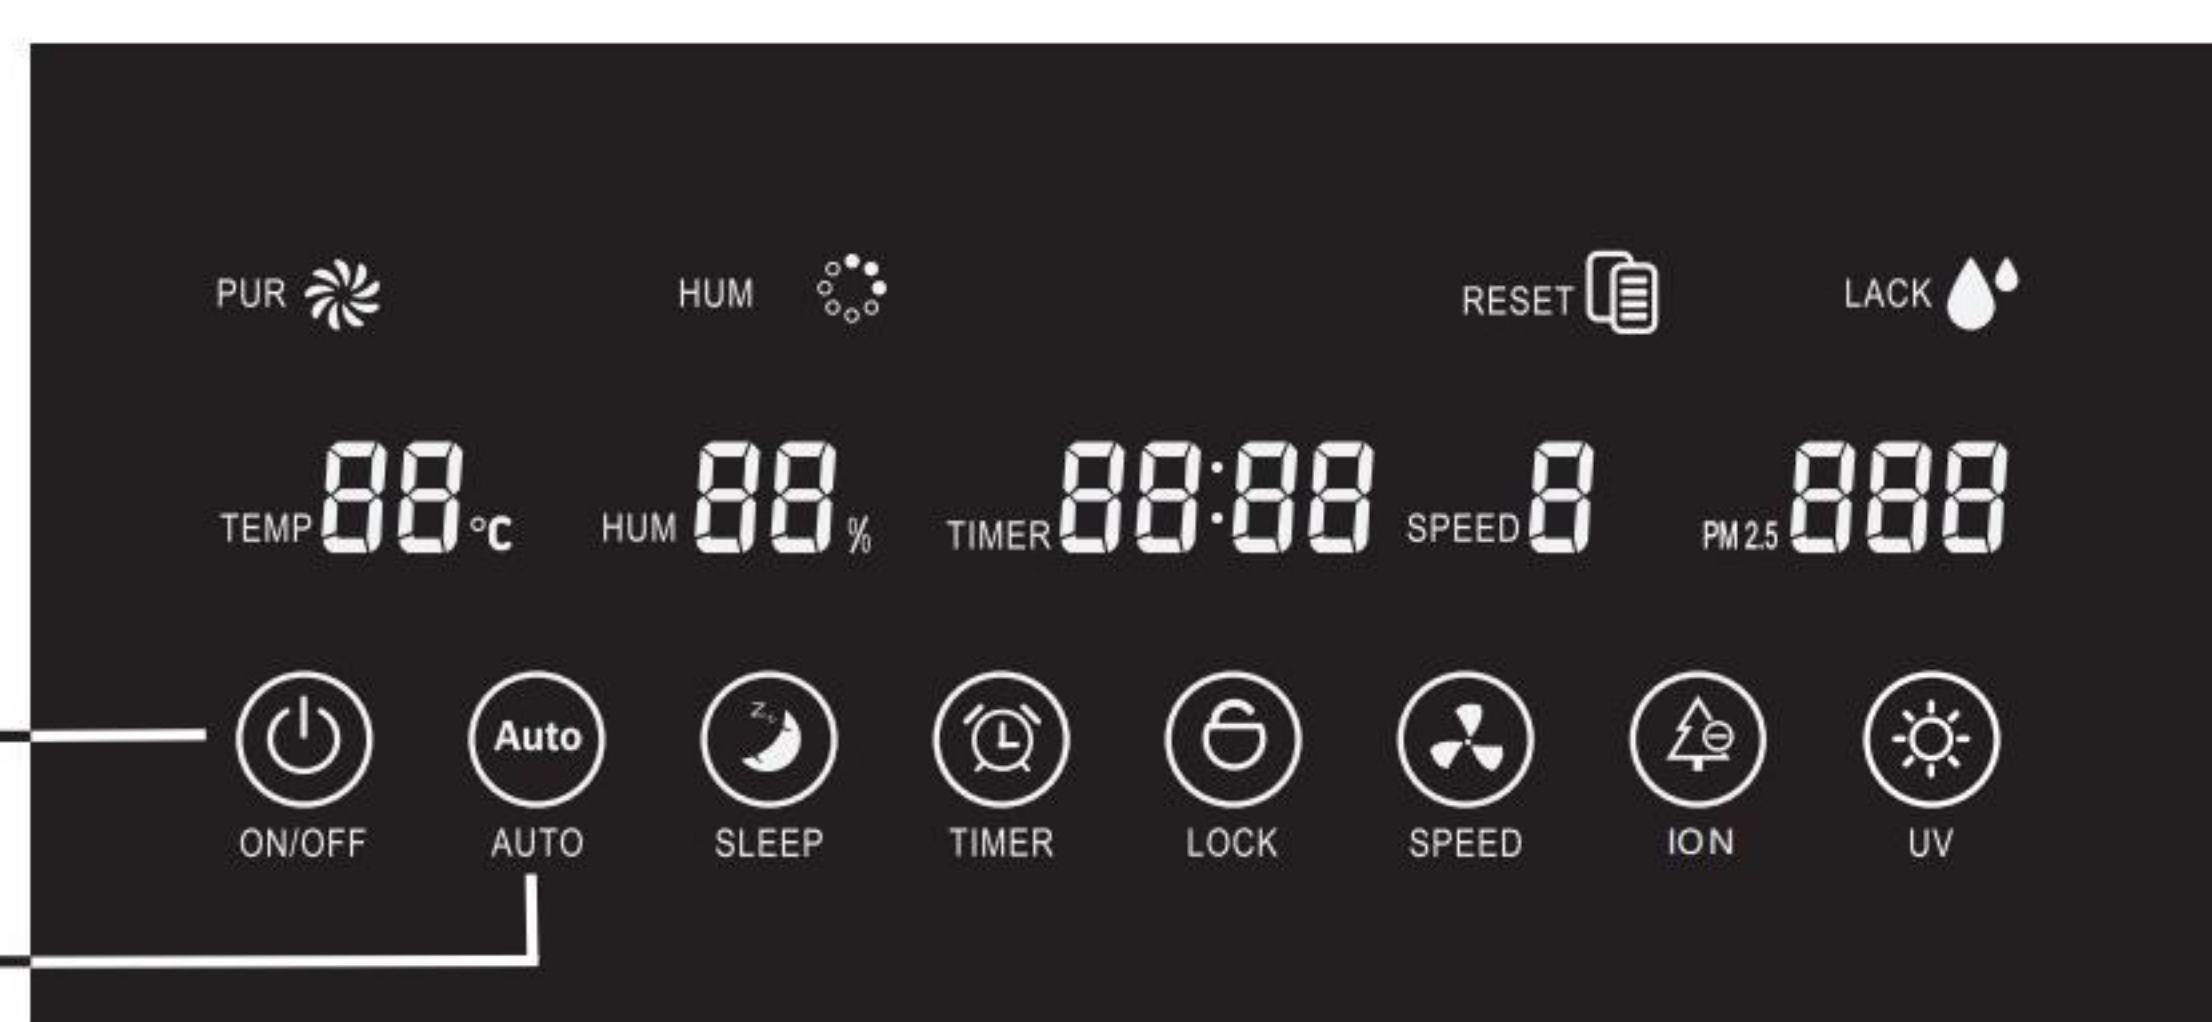 PUR HUM RESET LACK
TEMP 88 °C HUM 88 % TIMER 88:88 SPEED 8 PM 2.5 888
Auto zz
ON/OFF AUTO SLEEP TIMER LOCK SPEED ION UV